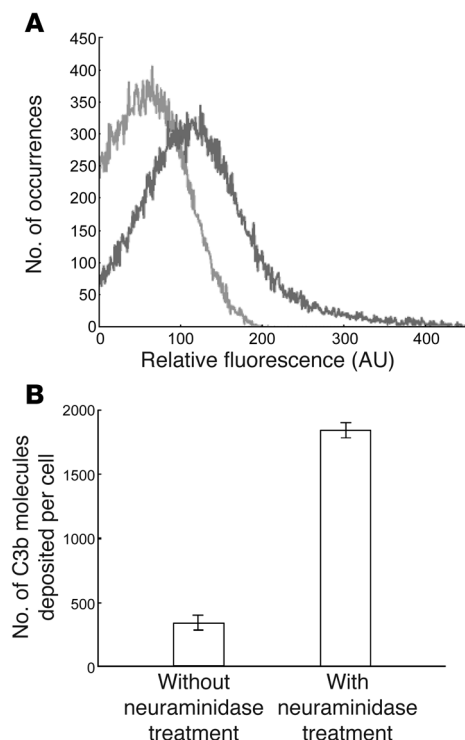 A
450
400
350
300
250
200
150
100
50
0
No. of occurrences
0 100 200 300 400
Relative fluorescence (AU)
B
2000
1500
1000
500
0
No. of C3b molecules
deposited per cell
Without
neuraminidase
treatment
With
neuraminidase
treatment